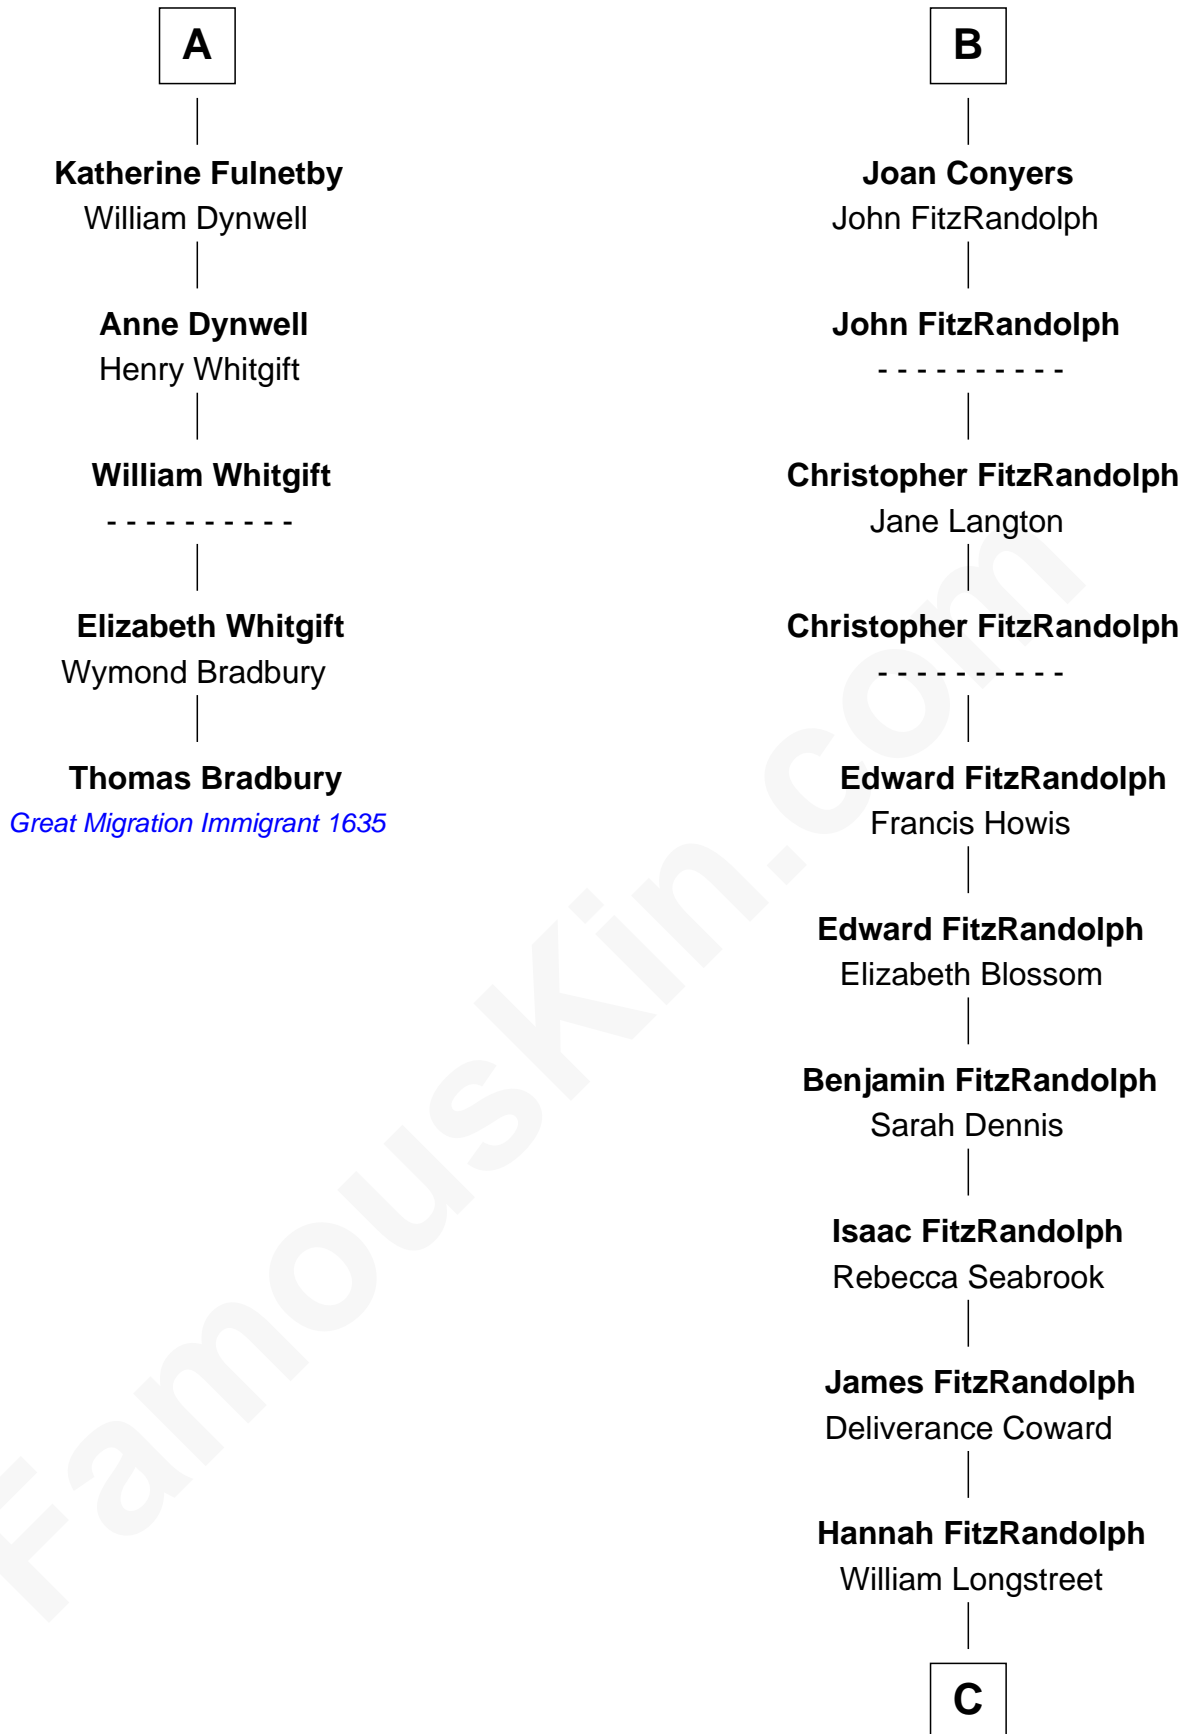 A
Katherine Fulnetby
William Dynwell
Anne Dynwell
Henry Whitgift
William Whitgift
- - - - - - - - - -
Elizabeth Whitgift
Wymond Bradbury
Thomas Bradbury
Great Migration Immigrant 1635
B
Joan Conyers
John FitzRandolph
John FitzRandolph
- - - - - - - - - -
Christopher FitzRandolph
Jane Langton
Christopher FitzRandolph
- - - - - - - - - -
Edward FitzRandolph
Francis Howis
Edward FitzRandolph
Elizabeth Blossom
Benjamin FitzRandolph
Sarah Dennis
Isaac FitzRandolph
Rebecca Seabrook
James FitzRandolph
Deliverance Coward
Hannah FitzRandolph
William Longstreet
C
FamousKin.com